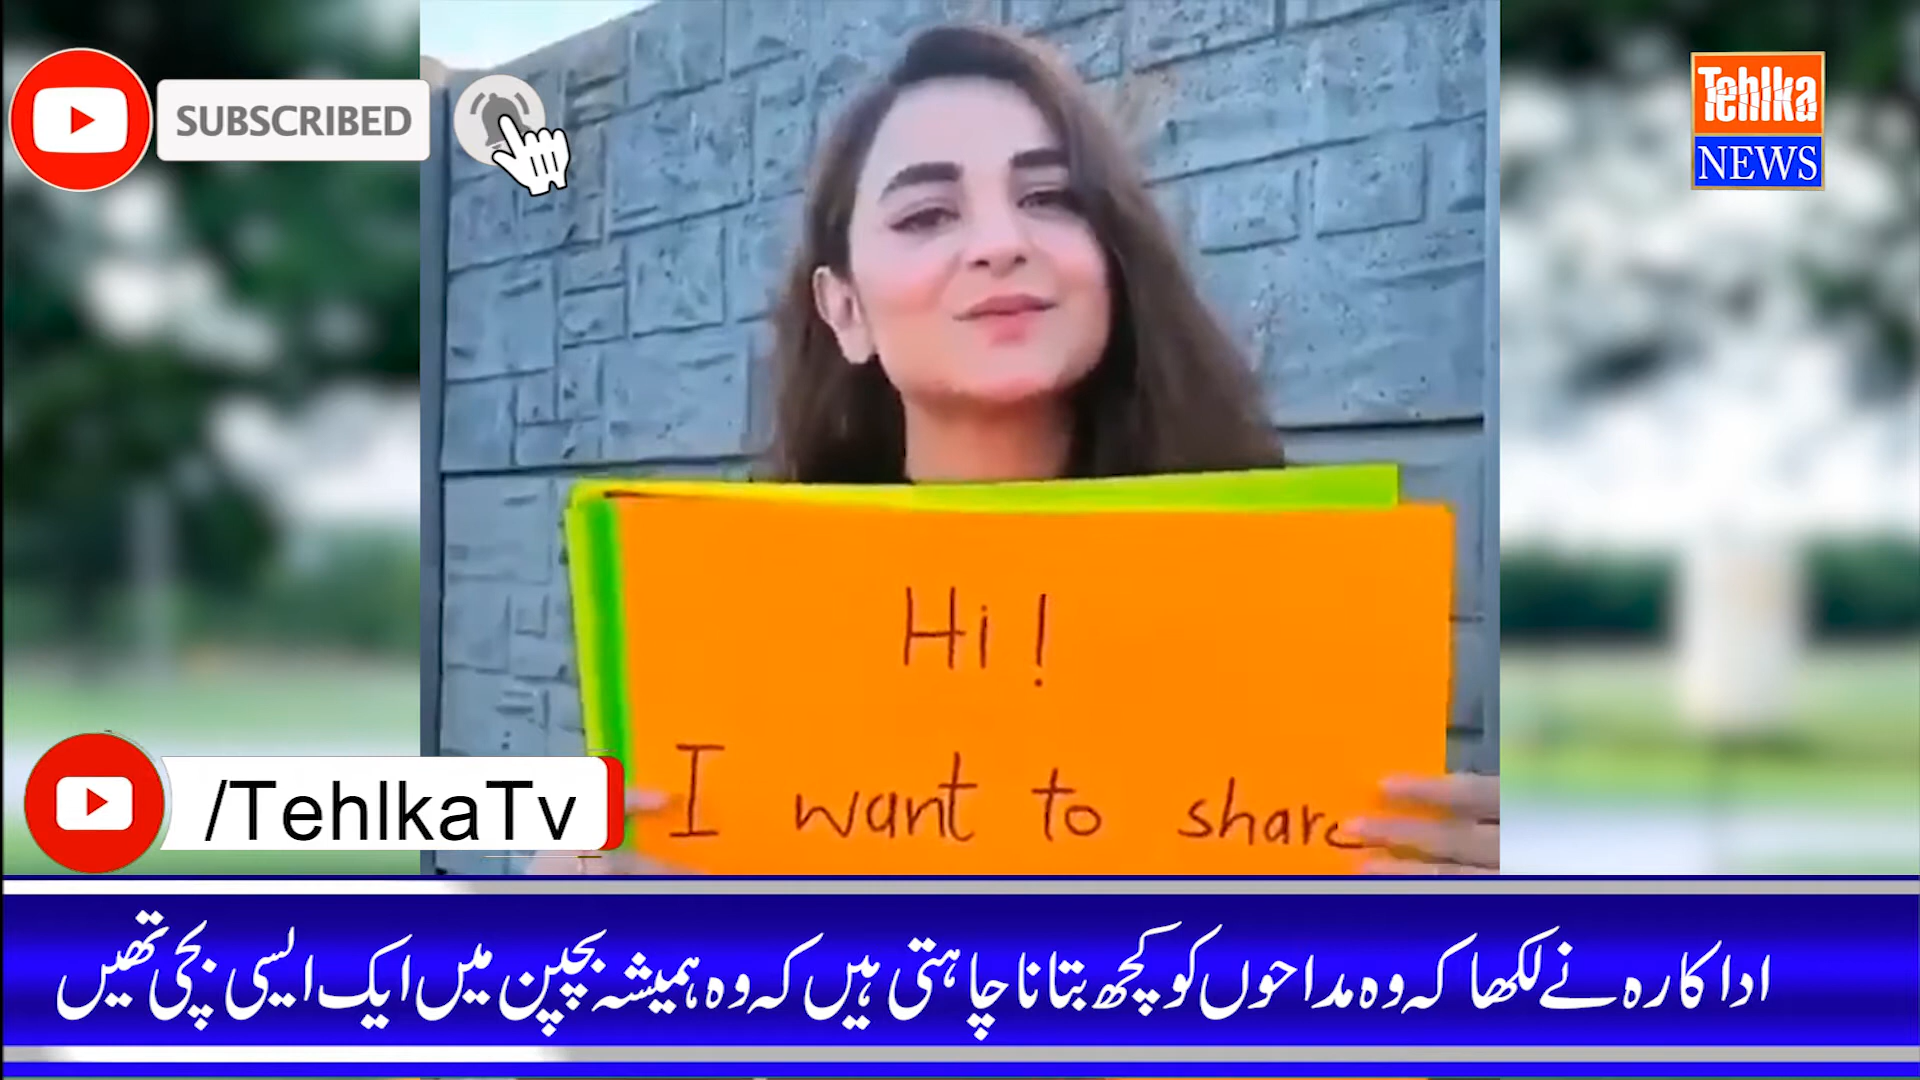 SUBSCRIBED
Tehlka
NEWS
Hi!
I want to share
/TehlkaTv
اداکارہ نے لکھا کہ وہ مداحوں کو کچھ بتانا چاہتی ہیں کہ وہ ہمیشہ بچپن میں ایک ایسی بچی تھیں